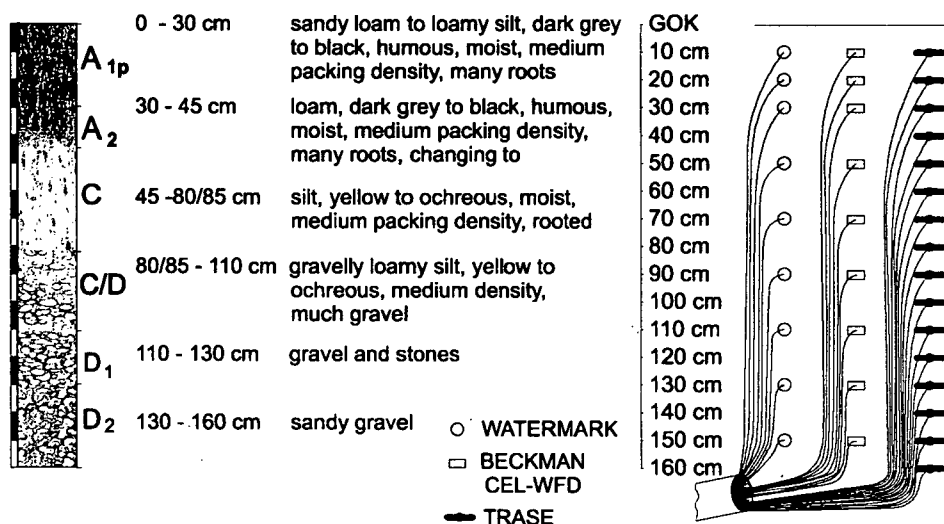 0 - 30 cm sandy loam to loamy silt, dark grey
to black, humous, moist, medium
packing density, many roots
A1p
30 - 45 cm loam, dark grey to black, humous,
moist, medium packing density,
many roots, changing to
A2
C 45 -80/85 cm silt, yellow to ochreous, moist,
medium packing density, rooted
80/85 - 110 cm gravelly loamy silt, yellow to
ochreous, medium density,
much gravel
C/D
D1 110 - 130 cm gravel and stones
D2 130 - 160 cm sandy gravel
WATERMARK
BECKMAN
CEL-WFD
TRASE
GOK
10 cm
20 cm
30 cm
40 cm
50 cm
60 cm
70 cm
80 cm
90 cm
100 cm
110 cm
120 cm
130 cm
140 cm
150 cm
160 cm